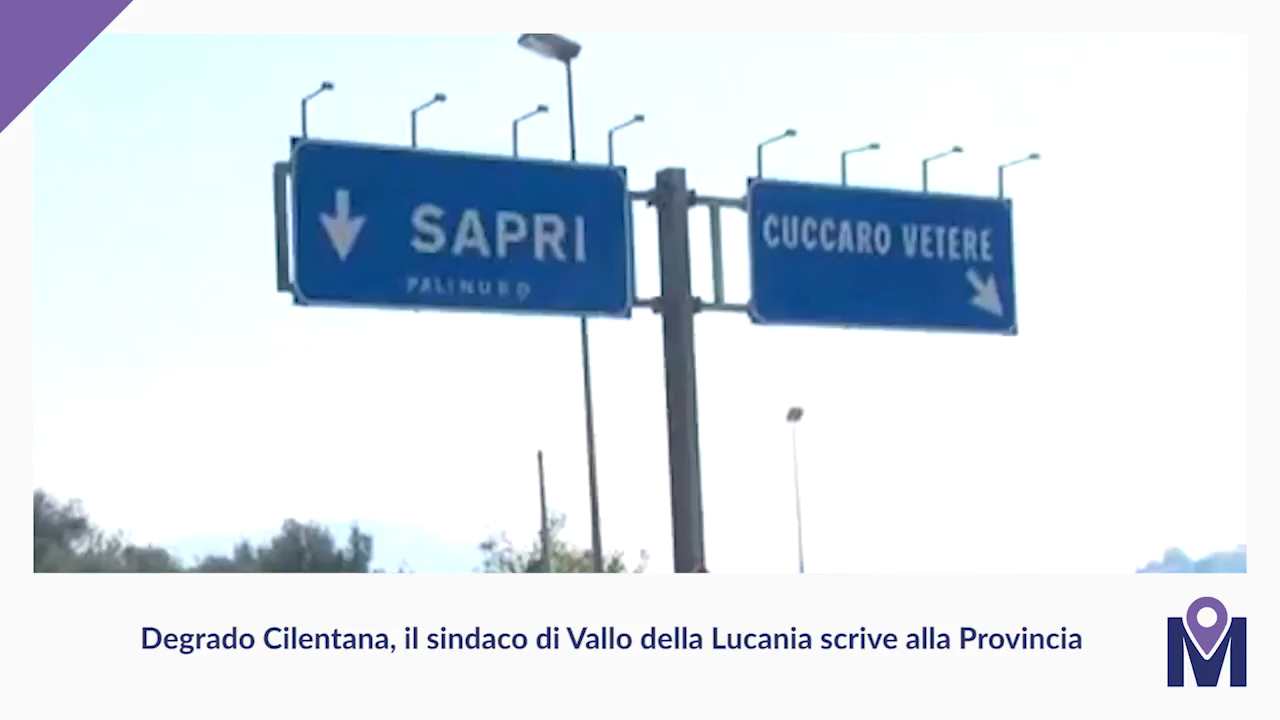 SAPRI
PALINURO
CUCCARO VETERE
Degrado Cilentana, il sindaco di Vallo della Lucania scrive alla Provincia
M